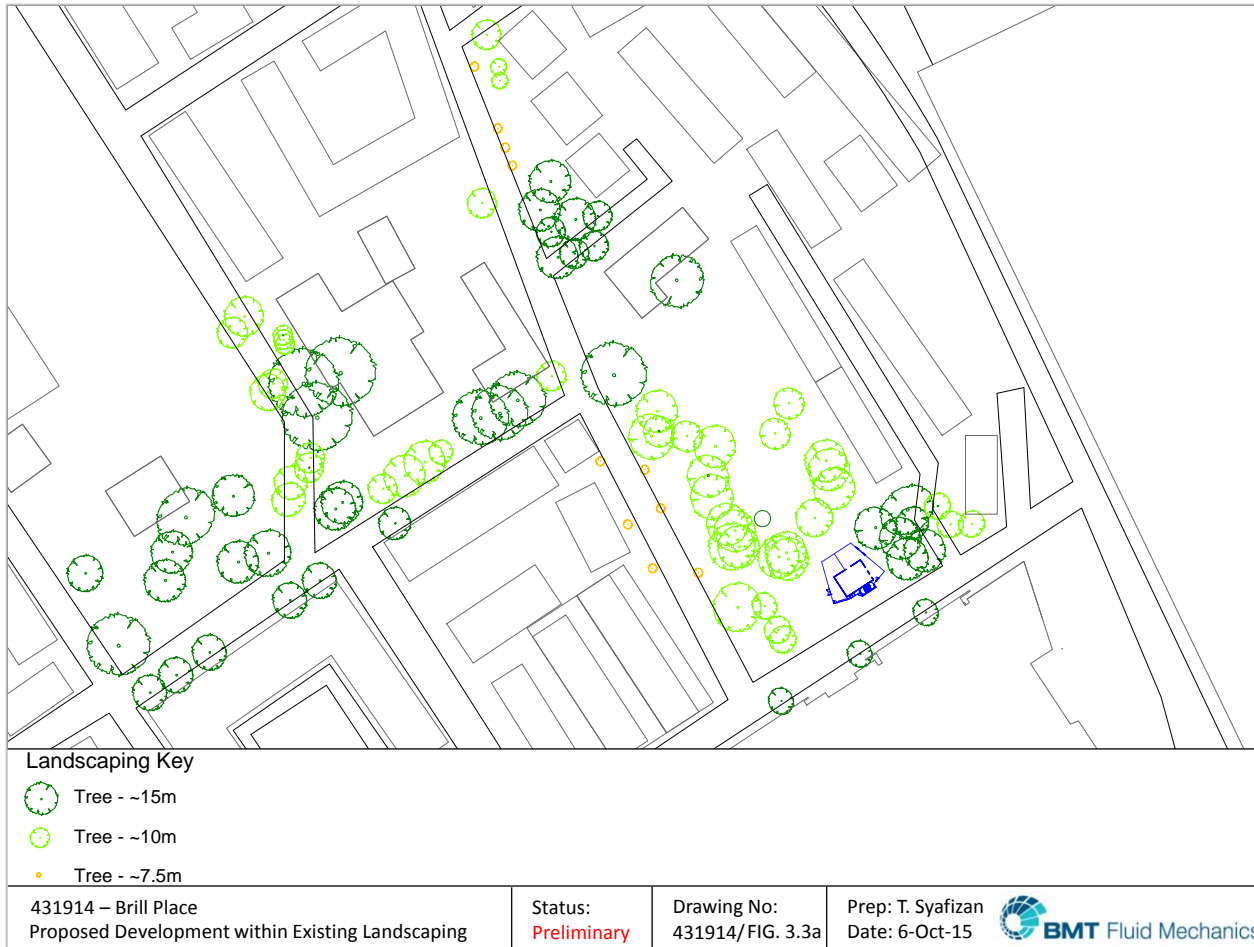 Landscaping Key
Tree - ~15m
Tree - ~10m
Tree - ~7.5m
431914 – Brill Place
Proposed Development within Existing Landscaping
Status:
Preliminary
Drawing No:
431914/ FIG. 3.3a
Prep: T. Syafizan
Date: 6-Oct-15
BMT Fluid Mechanics